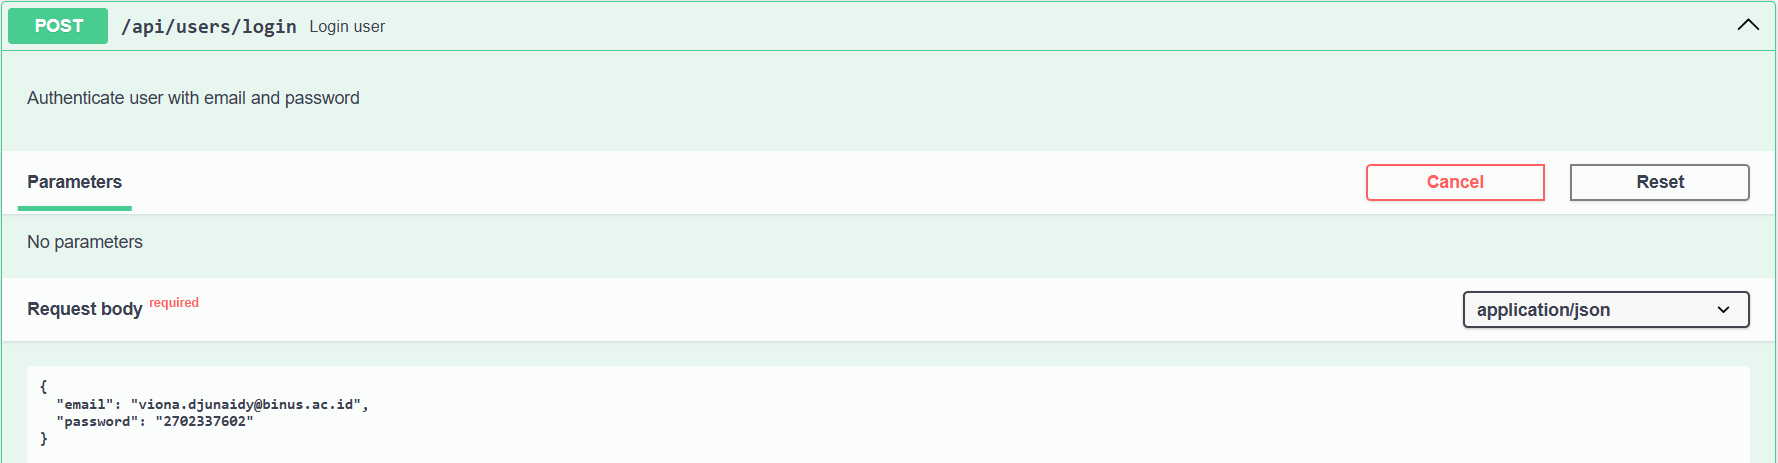 POST /api/users/login Login user
Authenticate user with email and password
Parameters
Cancel
Reset
No parameters
Request body required
application/json
{
  "email": "viona.djunaidy@binus.ac.id",
  "password": "2702337602"
}